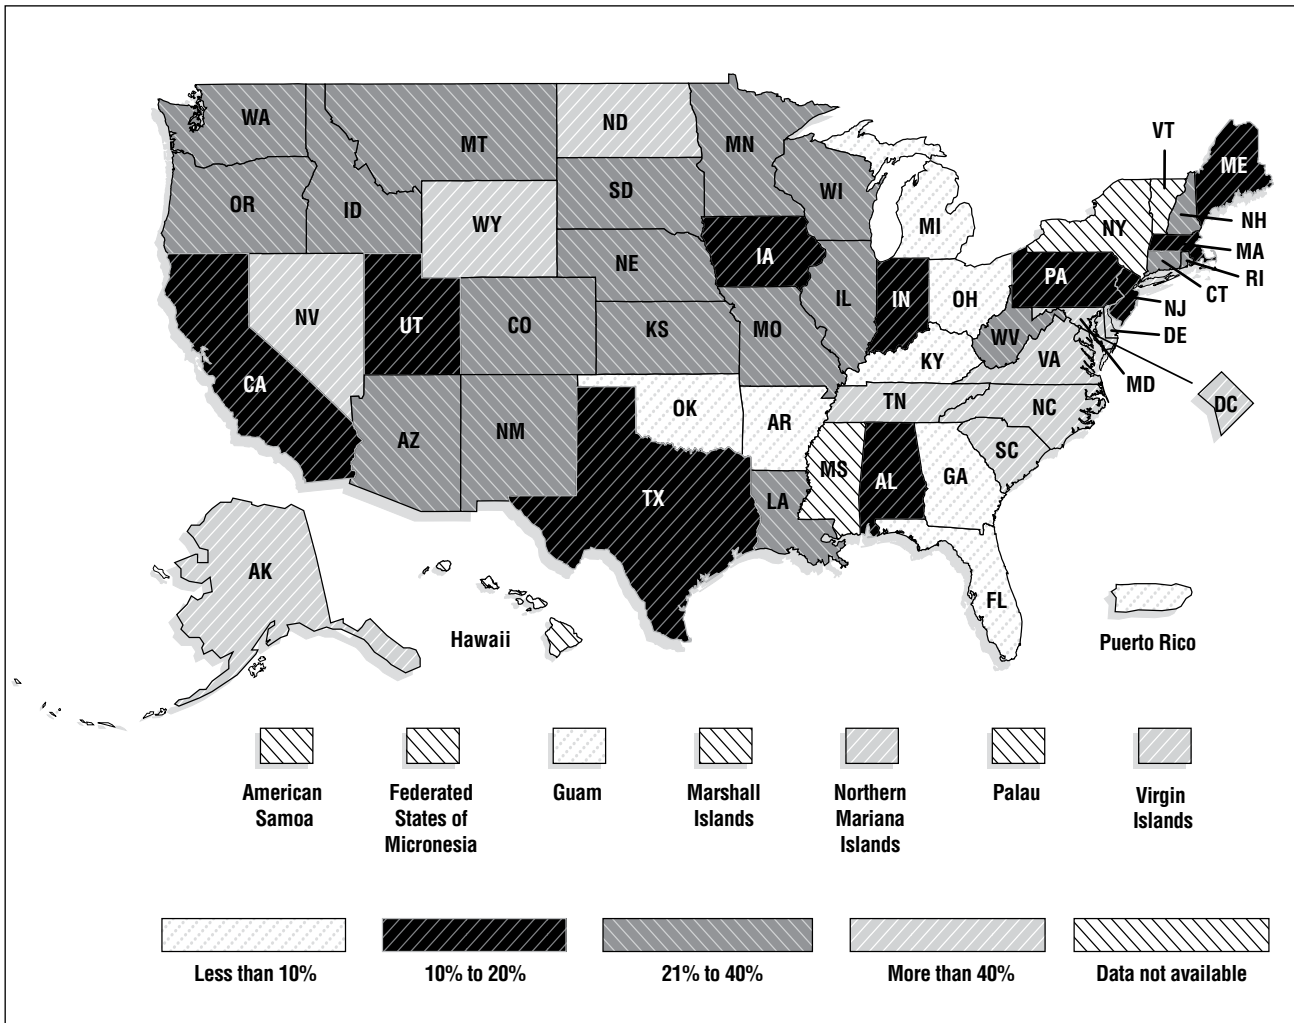 VT
WA
MT
ND
MN
ME
OR
ID
SD
WI
MI
NY
NH
WY
MA
IA
NE
PA
RI
NV
UT
CO
IL
IN
OH
CT
NJ
KS
MO
WV
DE
CA
KY
VA
MD
OK
AR
TN
NC
DC
AZ
NM
SC
MS
AL
GA
TX
LA
AK
FL
Hawaii
Puerto Rico
American
Samoa
Federated
States of
Micronesia
Guam
Marshall
Islands
Northern
Mariana
Islands
Palau
Virgin
Islands
Less than 10%
10% to 20%
21% to 40%
More than 40%
Data not available